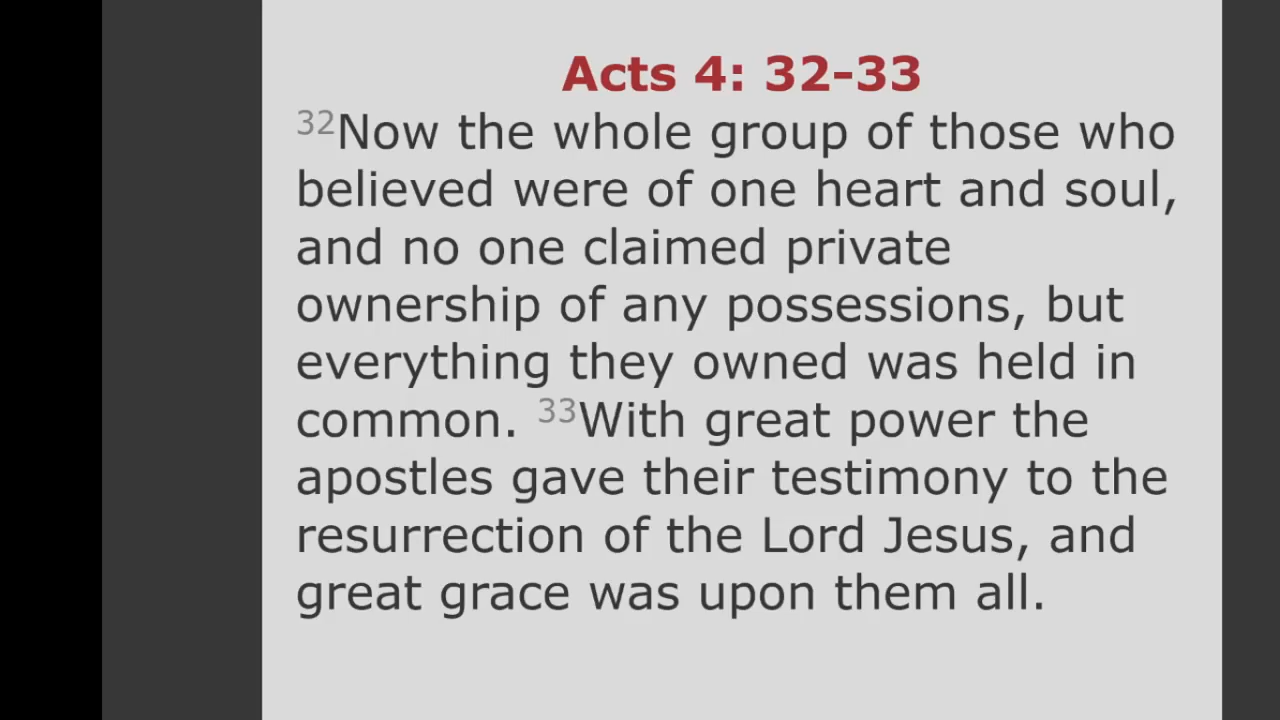 Acts 4: 32-33
32Now the whole group of those who
believed were of one heart and soul,
and no one claimed private
ownership of any possessions, but
everything they owned was held in
common. 33With great power the
apostles gave their testimony to the
resurrection of the Lord Jesus, and
great grace was upon them all.